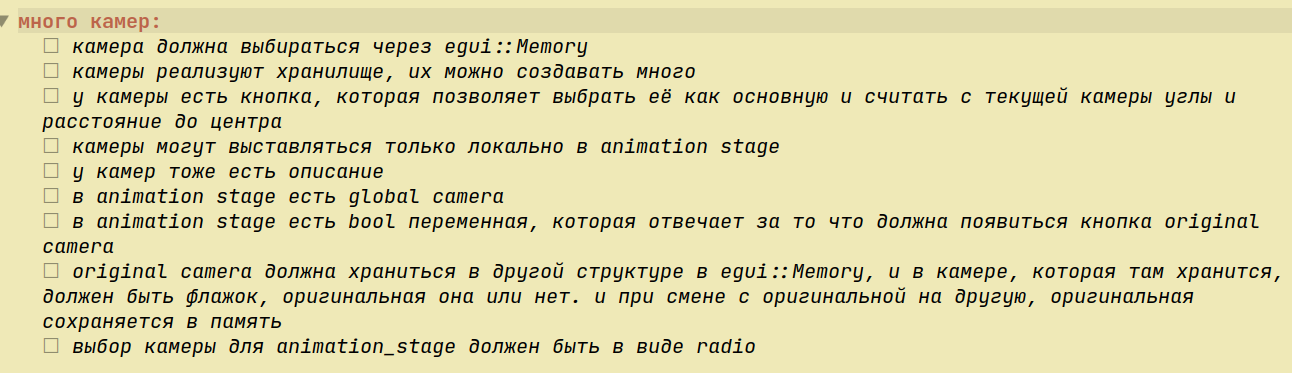 много камер:
камера должна выбираться через egui::Memory
камеры реализуют хранилище, их можно создавать много
у камеры есть кнопка, которая позволяет выбрать её как основную и считать с текущей камеры углы и
расстояние до центра
камеры могут выставляться только локально в animation stage
у камер тоже есть описание
в animation stage есть global camera
в animation stage есть bool переменная, которая отвечает за то что должна появиться кнопка original
camera
original camera должна храниться в другой структуре в egui::Memory, и в камере, которая там хранится,
должен быть флажок, оригинальная она или нет. и при смене с оригинальной на другую, оригинальная
сохраняется в память
выбор камеры для animation_stage должен быть в виде radio